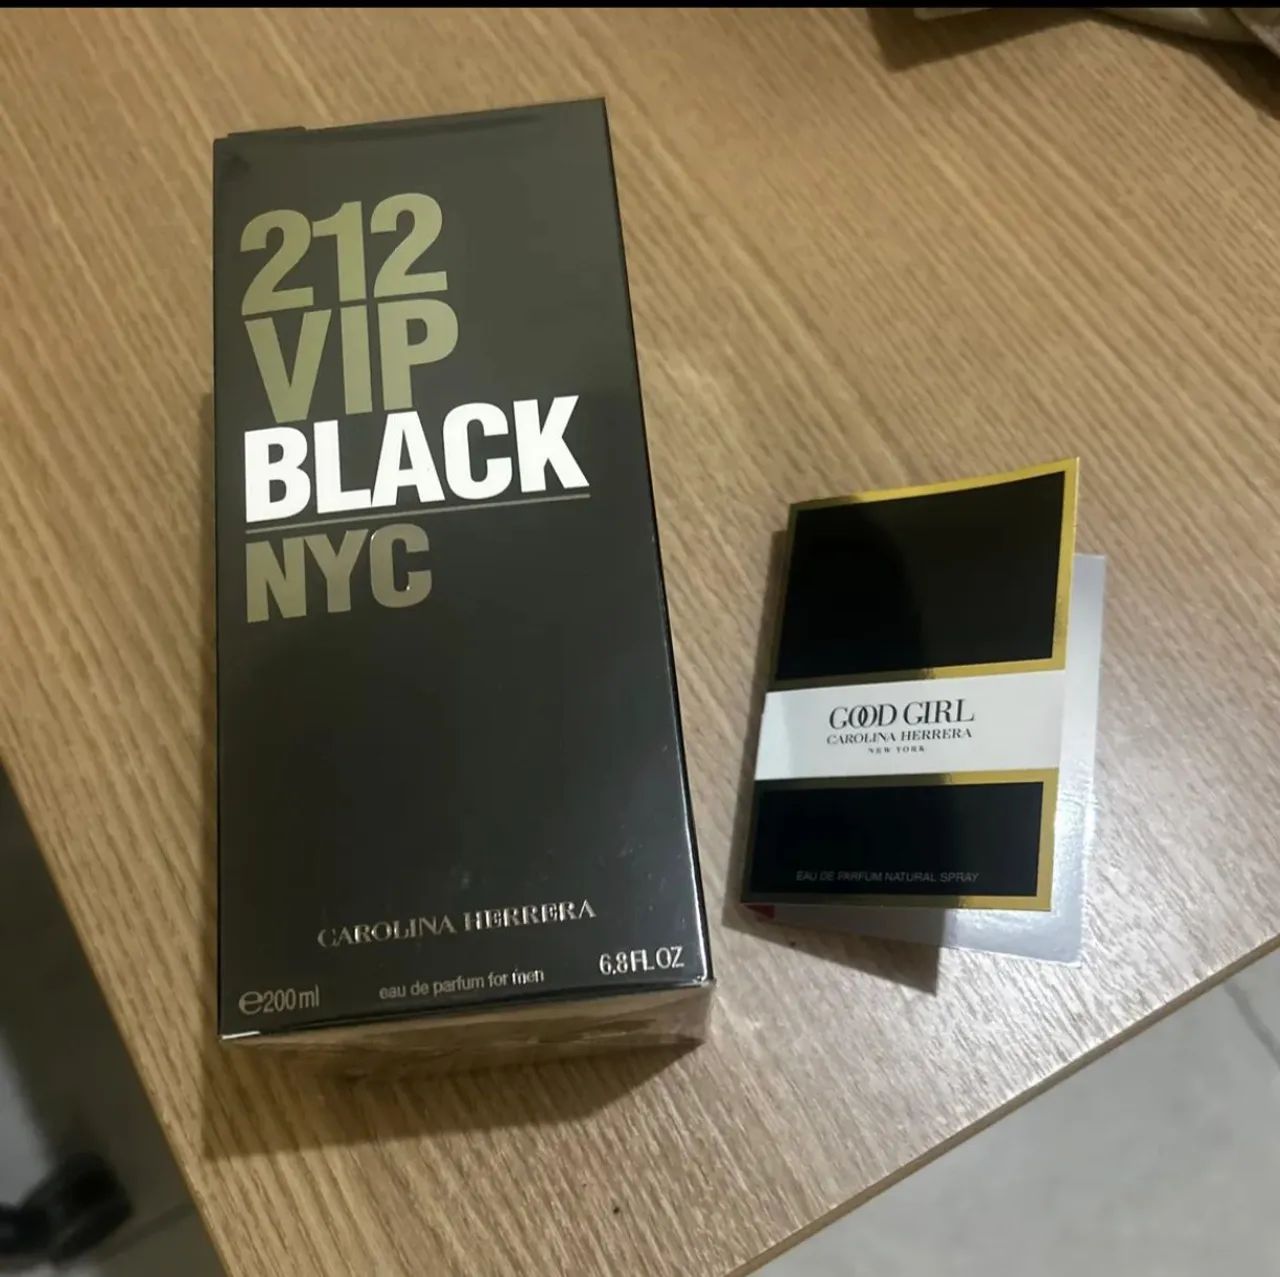 212
VIP
BLACK
NYC
CAROLINA HERRERA
℮200ml
eau de parfum for men
6.8 FL OZ
GOOD GIRL
CAROLINA HERRERA
NEW YORK
EAU DE PARFUM NATURAL SPRAY